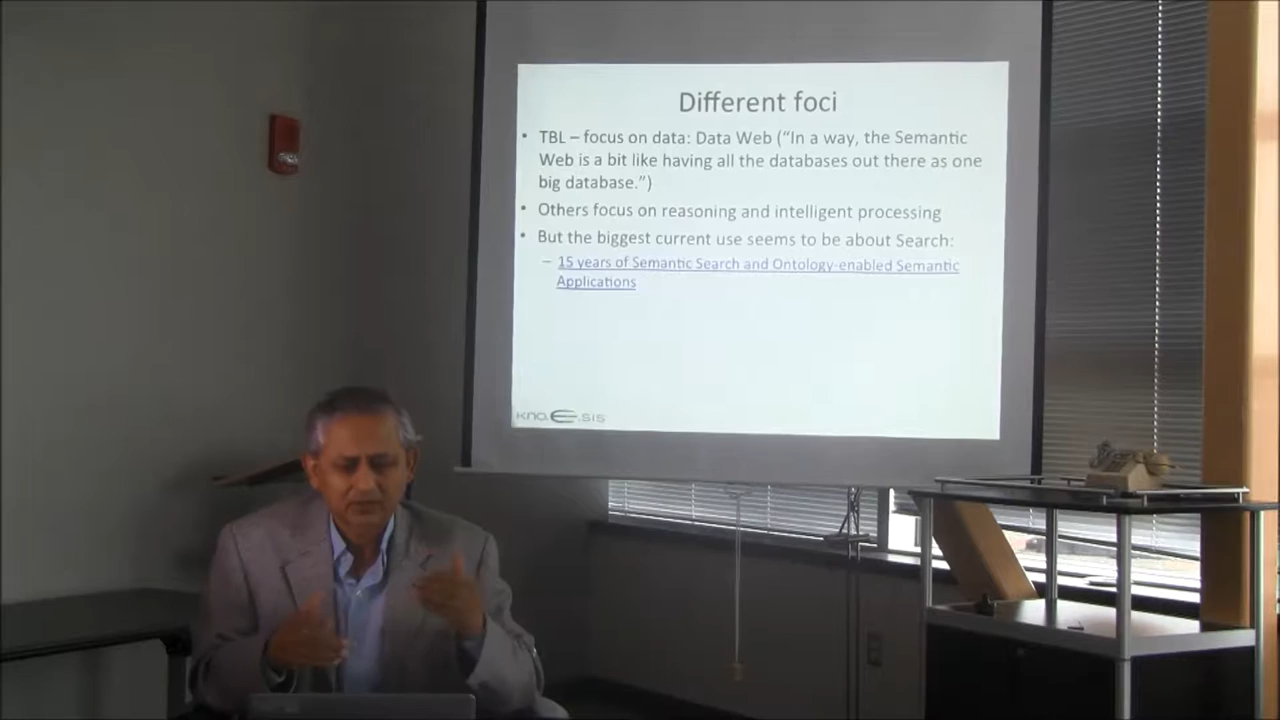 Different foci
• TBL – focus on data: Data Web (“In a way, the Semantic
Web is a bit like having all the databases out there as one
big database.”)
• Others focus on reasoning and intelligent processing
• But the biggest current use seems to be about Search:
– 15 years of Semantic Search and Ontology-enabled Semantic
Applications
KNO.E.SIS